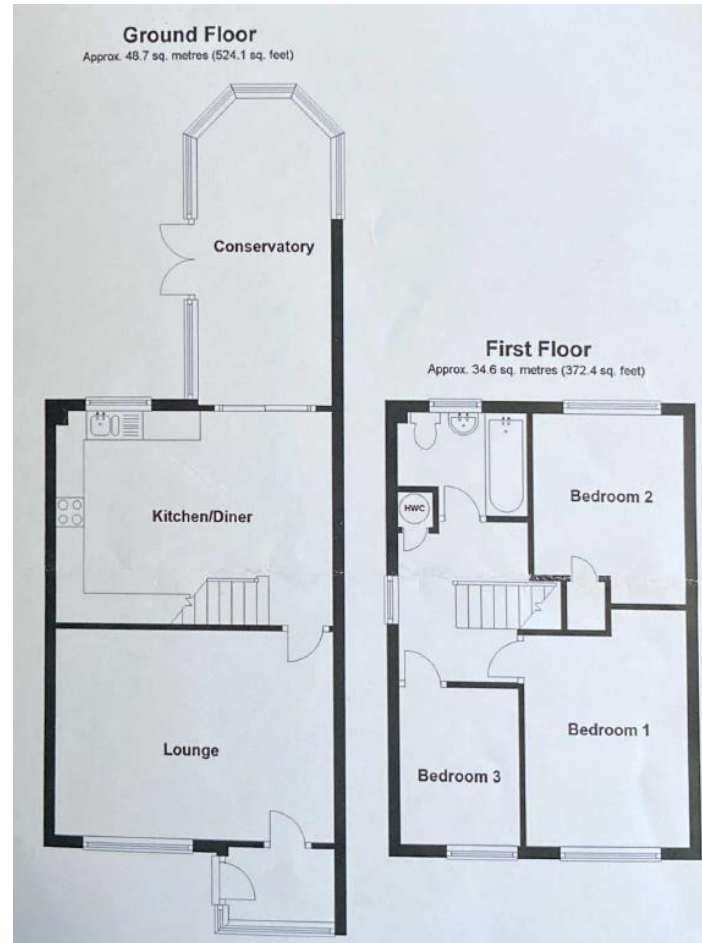 Ground Floor
Approx. 48.7 sq. metres (524.1 sq. feet)
Conservatory
Kitchen/Diner
Lounge
First Floor
Approx. 34.6 sq. metres (372.4 sq. feet)
HWC
Bedroom 2
Bedroom 1
Bedroom 3